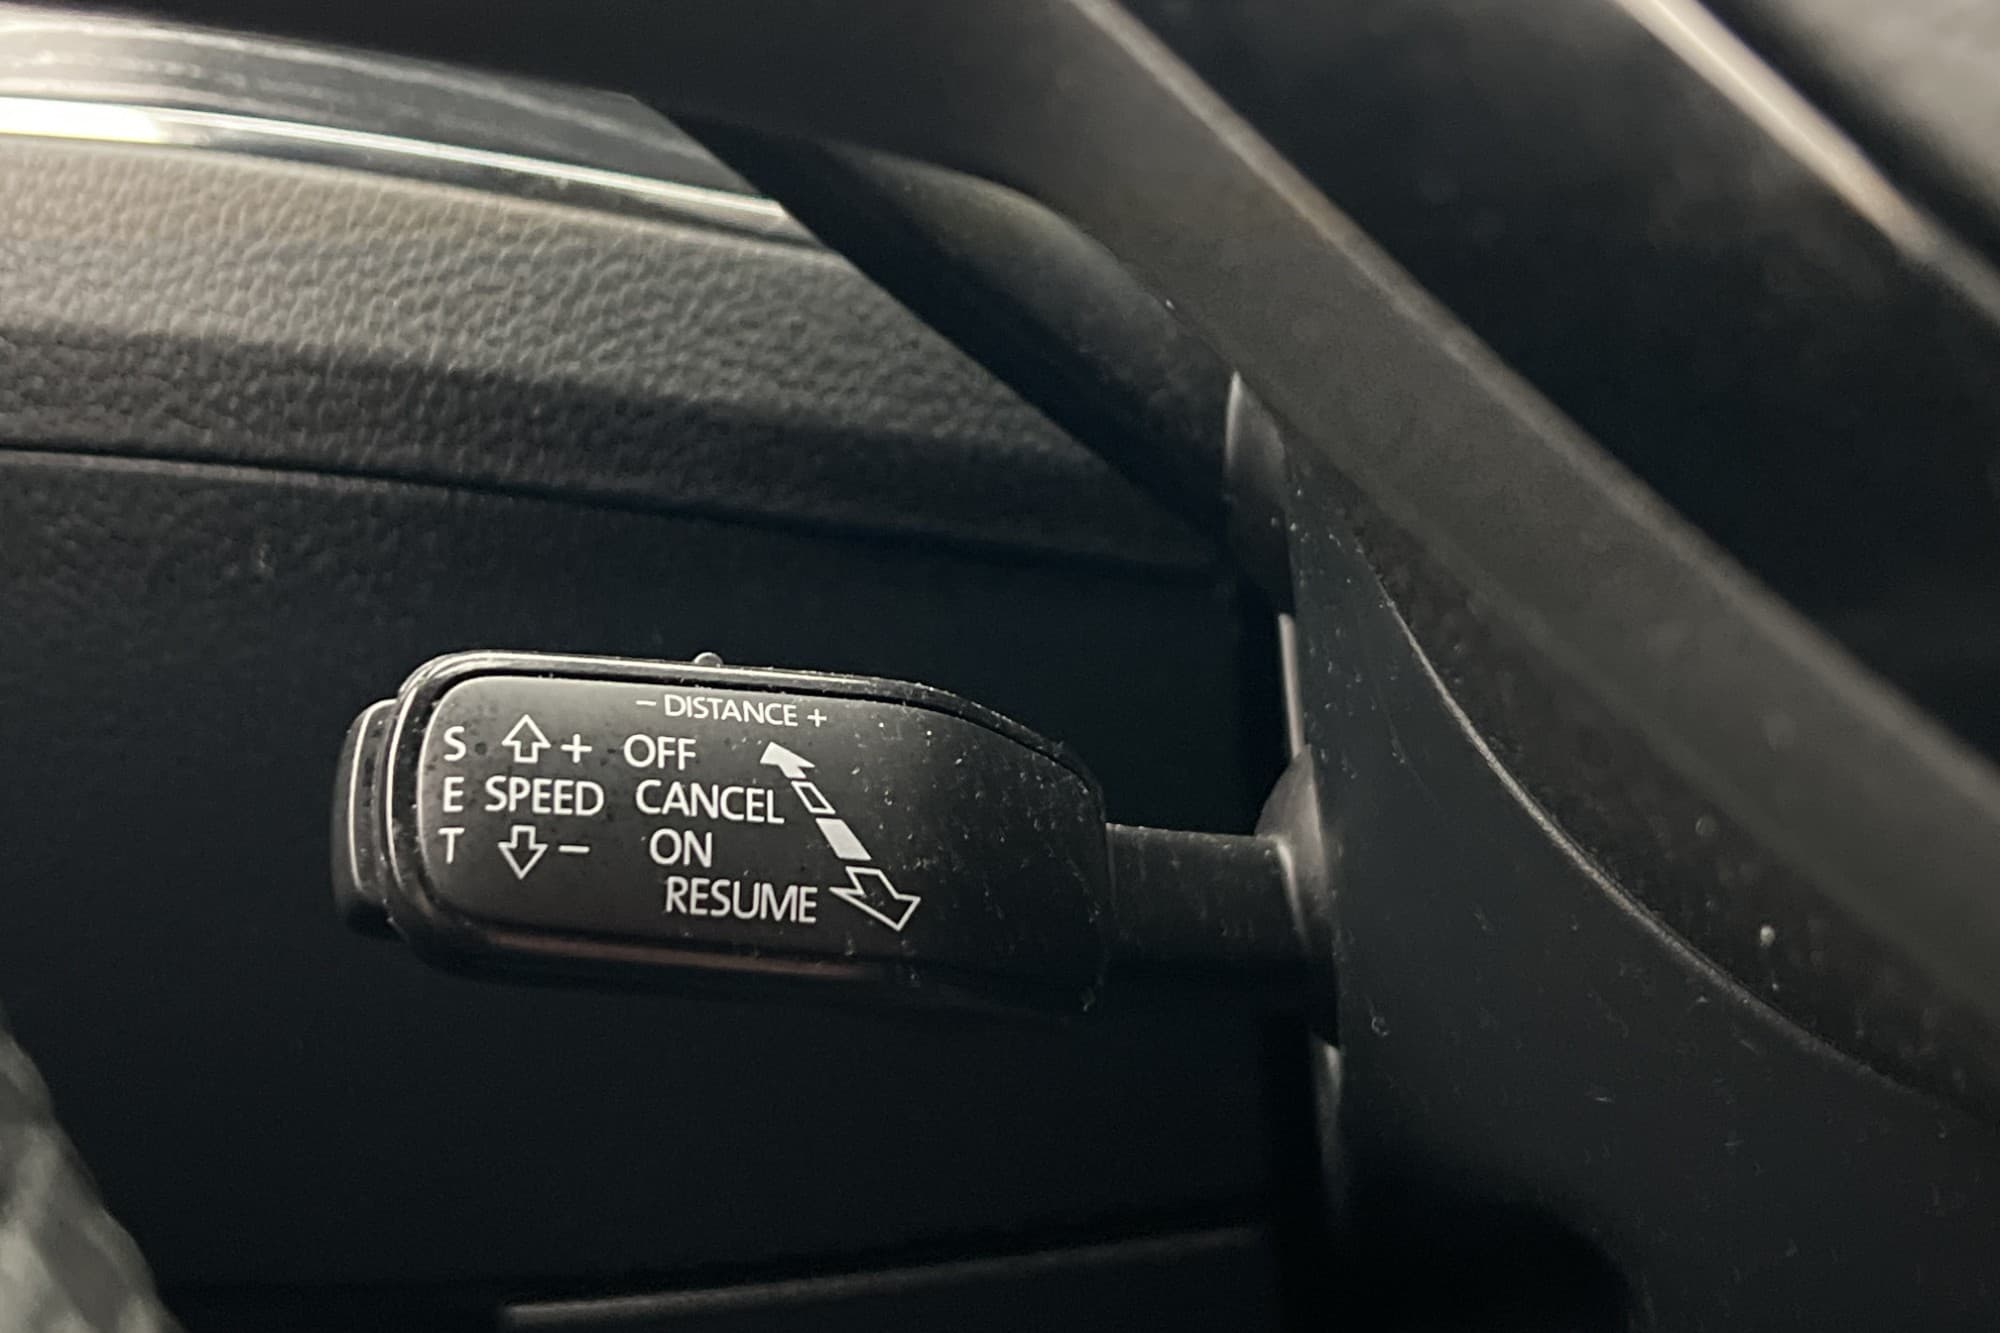 − DISTANCE +
S + OFF
E SPEED CANCEL
T − ON
RESUME